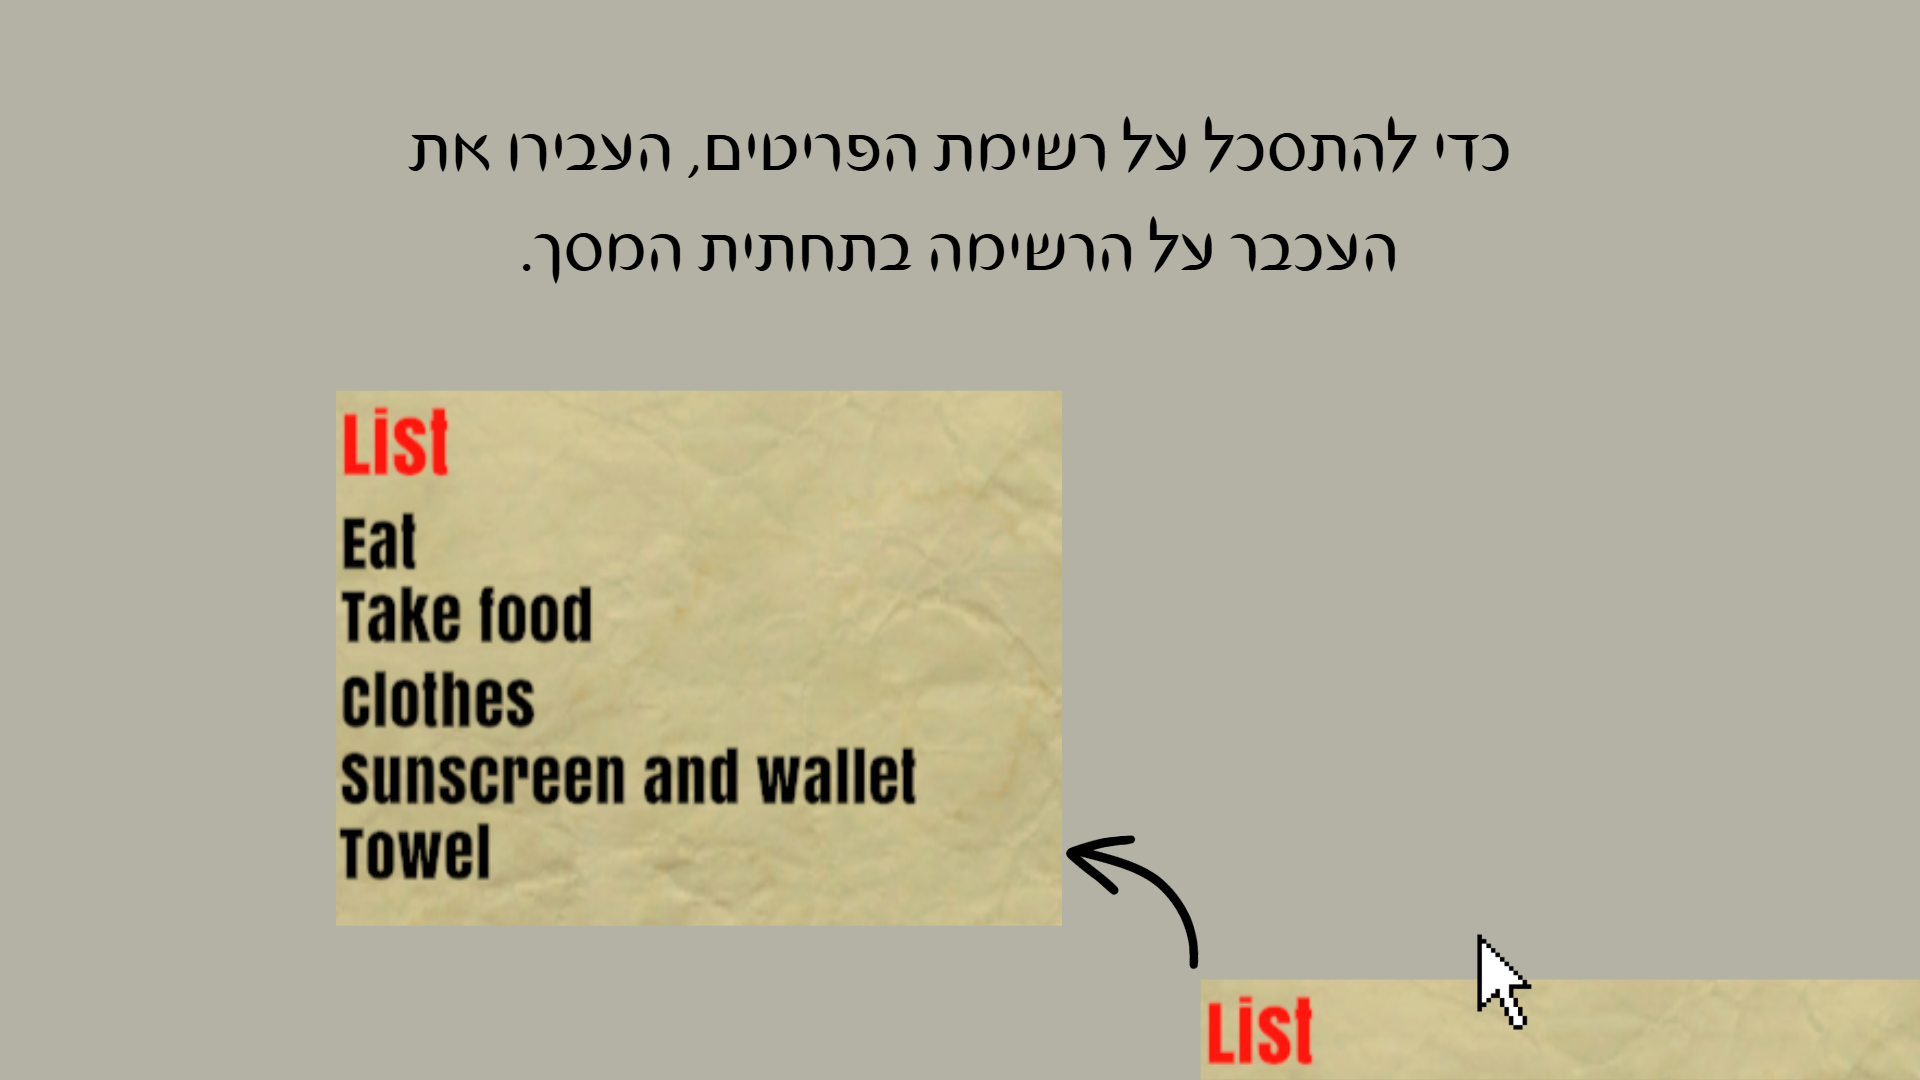 כדי להתסכל על רשימת הפריטים, העבירו את
העכבר על הרשימה בתחתית המסך.
List
Eat
Take food
Clothes
Sunscreen and wallet
Towel
List